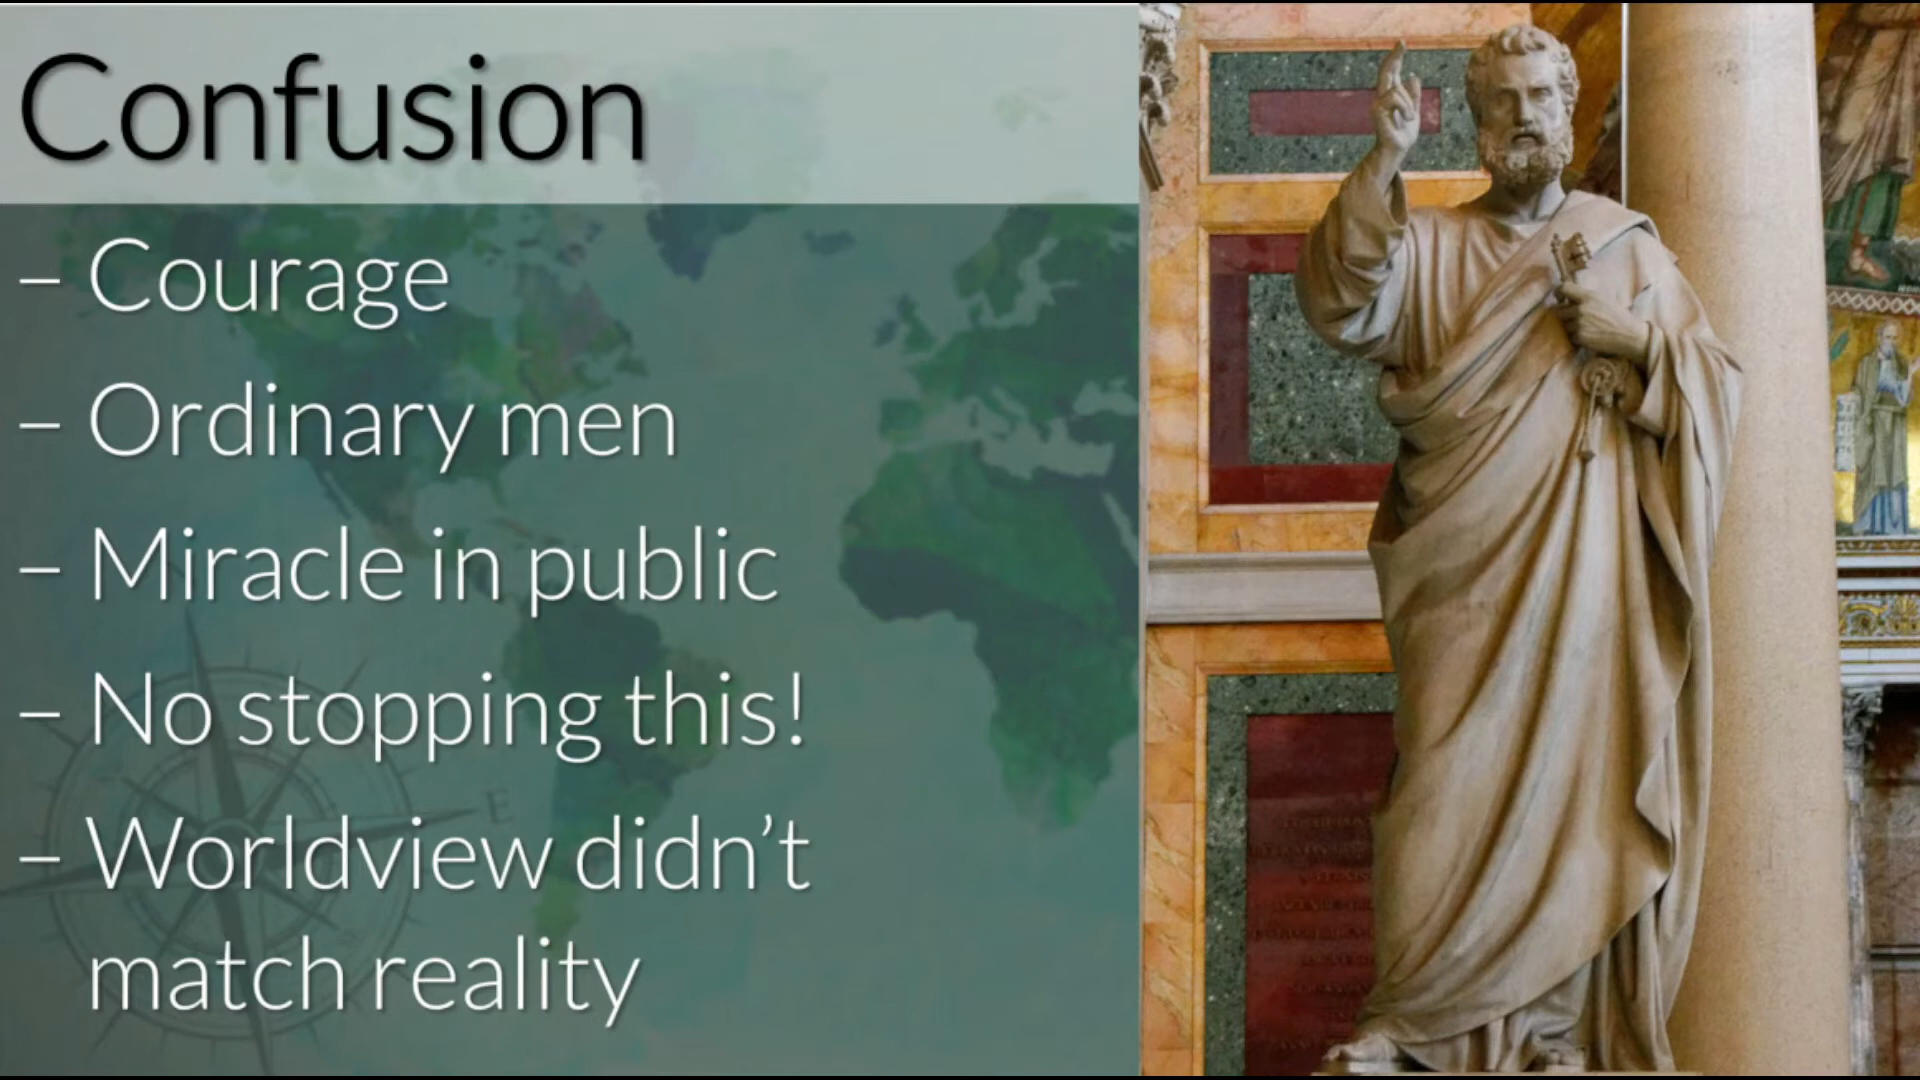 Confusion
– Courage
– Ordinary men
– Miracle in public
– No stopping this!
– Worldview didn’t
match reality
E